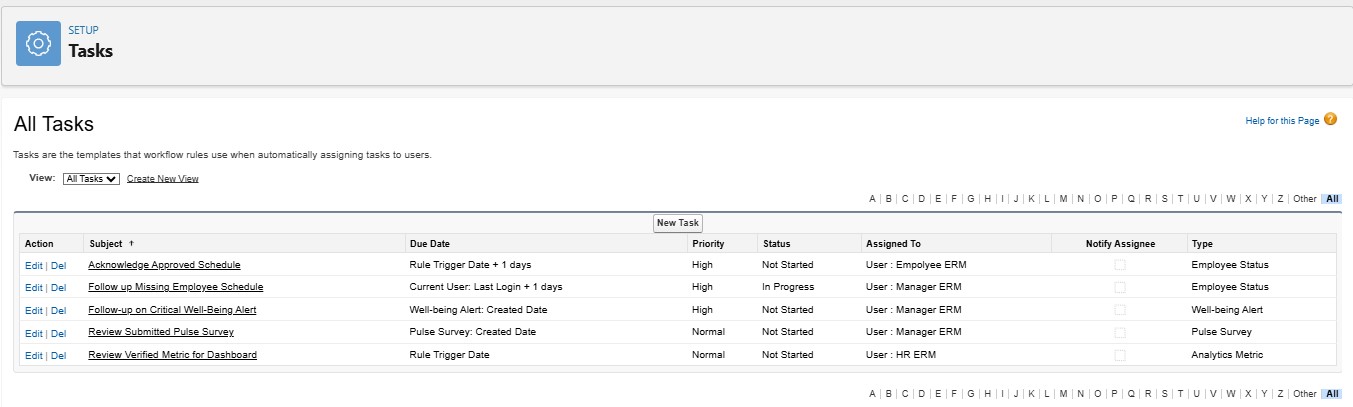 SETUP
Tasks
All Tasks
Help for this Page ?
Tasks are the templates that workflow rules use when automatically assigning tasks to users.
View: All Tasks Create New View
A | B | C | D | E | F | G | H | I | J | K | L | M | N | O | P | Q | R | S | T | U | V | W | X | Y | Z | Other | All
New Task
Action Subject ↑ Due Date Priority Status Assigned To Notify Assignee Type
Edit | Del Acknowledge Approved Schedule Rule Trigger Date + 1 days High Not Started User : Empolyee ERM Employee Status
Edit | Del Follow up Missing Employee Schedule Current User: Last Login + 1 days High In Progress User : Manager ERM Employee Status
Edit | Del Follow-up on Critical Well-Being Alert Well-being Alert: Created Date High Not Started User : Manager ERM Well-being Alert
Edit | Del Review Submitted Pulse Survey Pulse Survey: Created Date Normal Not Started User : Manager ERM Pulse Survey
Edit | Del Review Verified Metric for Dashboard Rule Trigger Date Normal Not Started User : HR ERM Analytics Metric
A | B | C | D | E | F | G | H | I | J | K | L | M | N | O | P | Q | R | S | T | U | V | W | X | Y | Z | Other | All